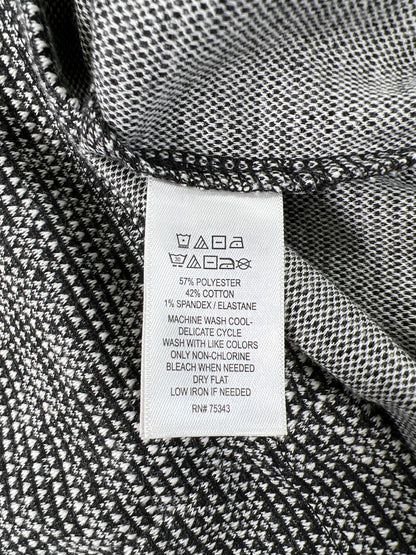 30
57% POLYESTER
42% COTTON
1% SPANDEX / ELASTANE
MACHINE WASH COOL-
DELICATE CYCLE
WASH WITH LIKE COLORS
ONLY NON-CHLORINE
BLEACH WHEN NEEDED
DRY FLAT
LOW IRON IF NEEDED
RN# 75343